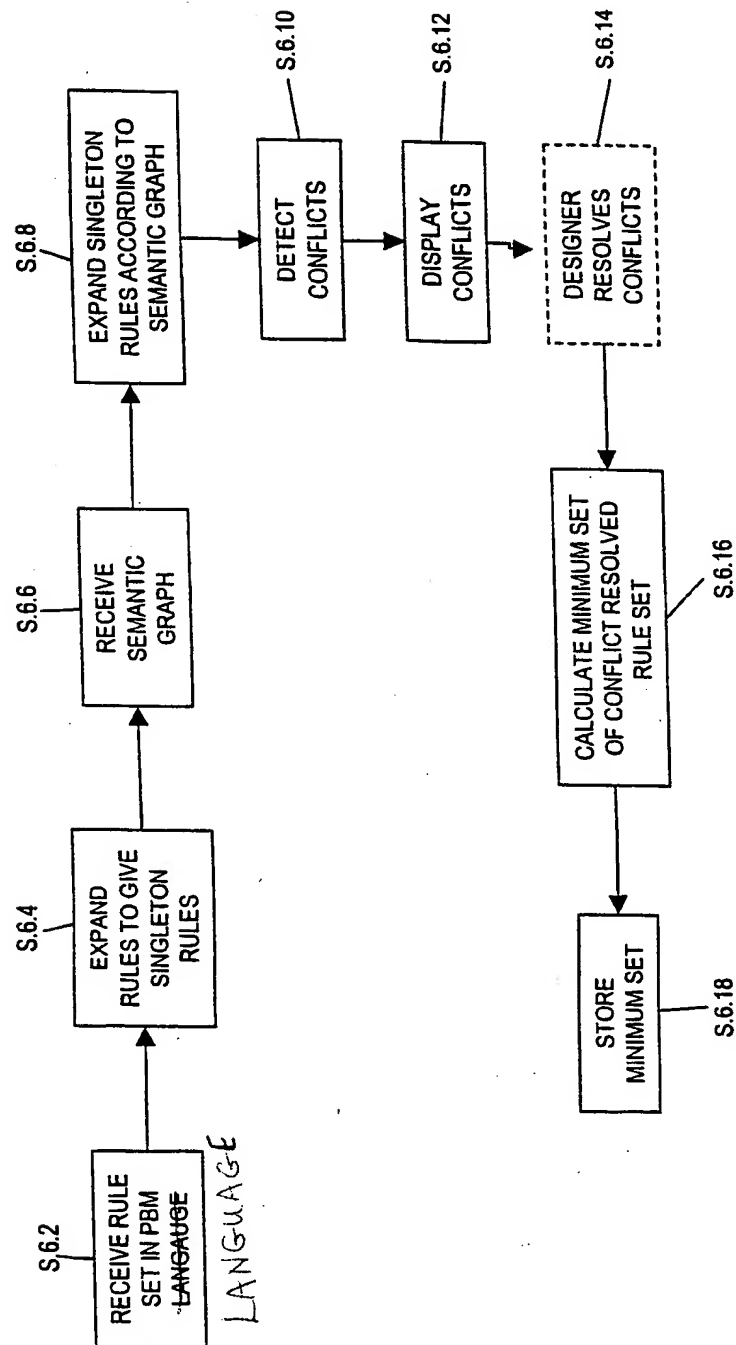 S.6.2
RECEIVE RULE
SET IN PBM
LANGAUGE
LANGUAGE
S.6.4
EXPAND
RULES TO GIVE
SINGLETON
RULES
S.6.6
RECEIVE
SEMANTIC
GRAPH
S.6.8
EXPAND SINGLETON
RULES ACCORDING TO
SEMANTIC GRAPH
DETECT
CONFLICTS
S.6.10
DISPLAY
CONFLICTS
S.6.12
DESIGNER
RESOLVES
CONFLICTS
S.6.14
CALCULATE MINIMUM SET
OF CONFLICT RESOLVED
RULE SET
S.6.16
STORE
MINIMUM SET
S.6.18